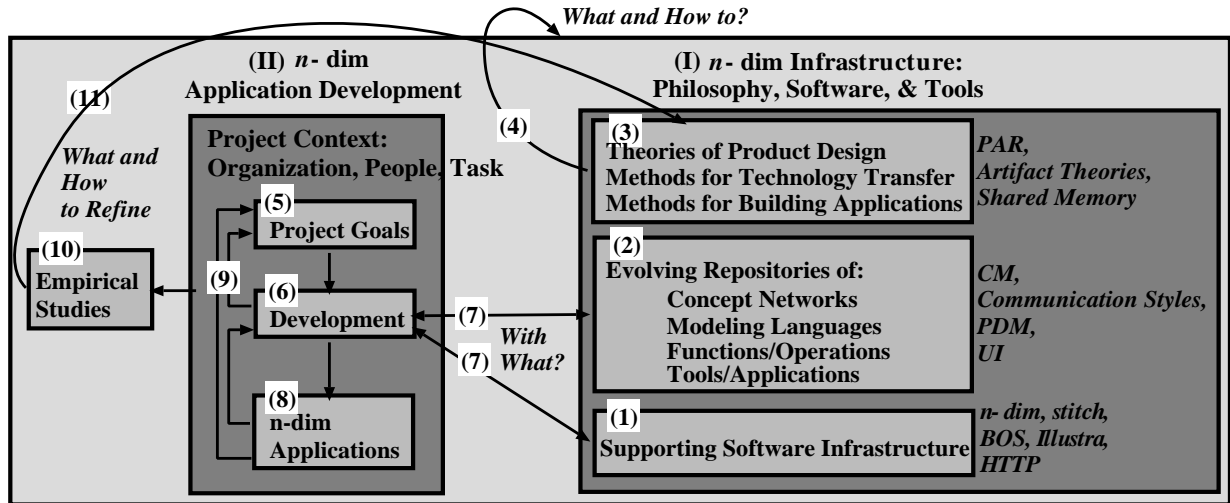 What and How to?
(II) n- dim
Application Development
(I) n- dim Infrastructure:
Philosophy, Software, & Tools
(11)
(4)
What and
How
to Refine
Project Context:
Organization, People, Task
(5)
Project Goals
(10)
Empirical
Studies
(9)
(6)
Development
(8)
n-dim
Applications
(7)
With
What?
(7)
(3)
Theories of Product Design
Methods for Technology Transfer
Methods for Building Applications
PAR,
Artifact Theories,
Shared Memory
(2)
Evolving Repositories of:
Concept Networks
Modeling Languages
Functions/Operations
Tools/Applications
CM,
Communication Styles,
PDM,
UI
(1)
Supporting Software Infrastructure
n- dim, stitch,
BOS, Illustra,
HTTP